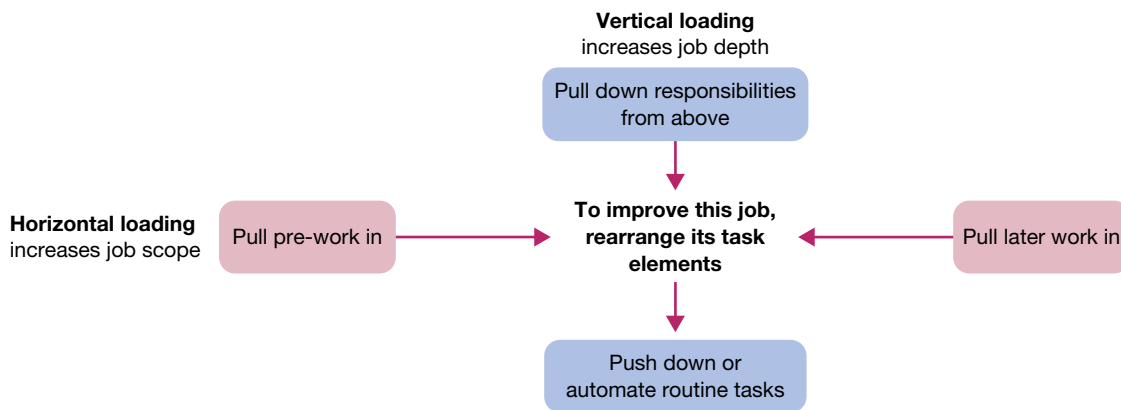 Vertical loading
increases job depth
Pull down responsibilities
from above
Horizontal loading
increases job scope
Pull pre-work in
To improve this job,
rearrange its task
elements
Pull later work in
Push down or
automate routine tasks